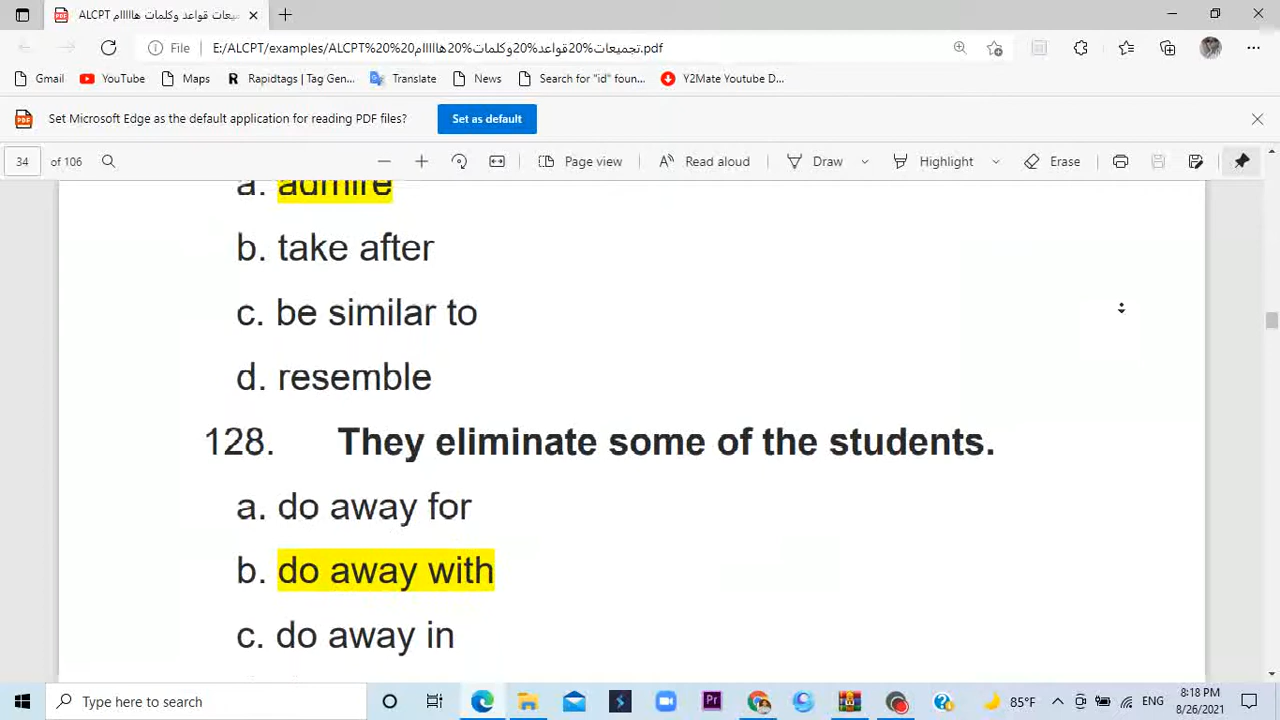 ALCPT تجميعات قواعد وكلمات هااااام
File
E:/ALCPT/examples/ALCPT%20%20تجميعات%20قواعد%20وكلمات%20هااااام.pdf
Gmail YouTube Maps Rapidtags | Tag Gen... Translate News Search for "id" foun... Y2Mate Youtube D...
Set Microsoft Edge as the default application for reading PDF files? Set as default
34 of 106 Page view Read aloud Draw Highlight Erase
a. admire
b. take after
c. be similar to
d. resemble
128. They eliminate some of the students.
a. do away for
b. do away with
c. do away in
Type here to search 85°F ENG 8:18 PM
8/26/2021